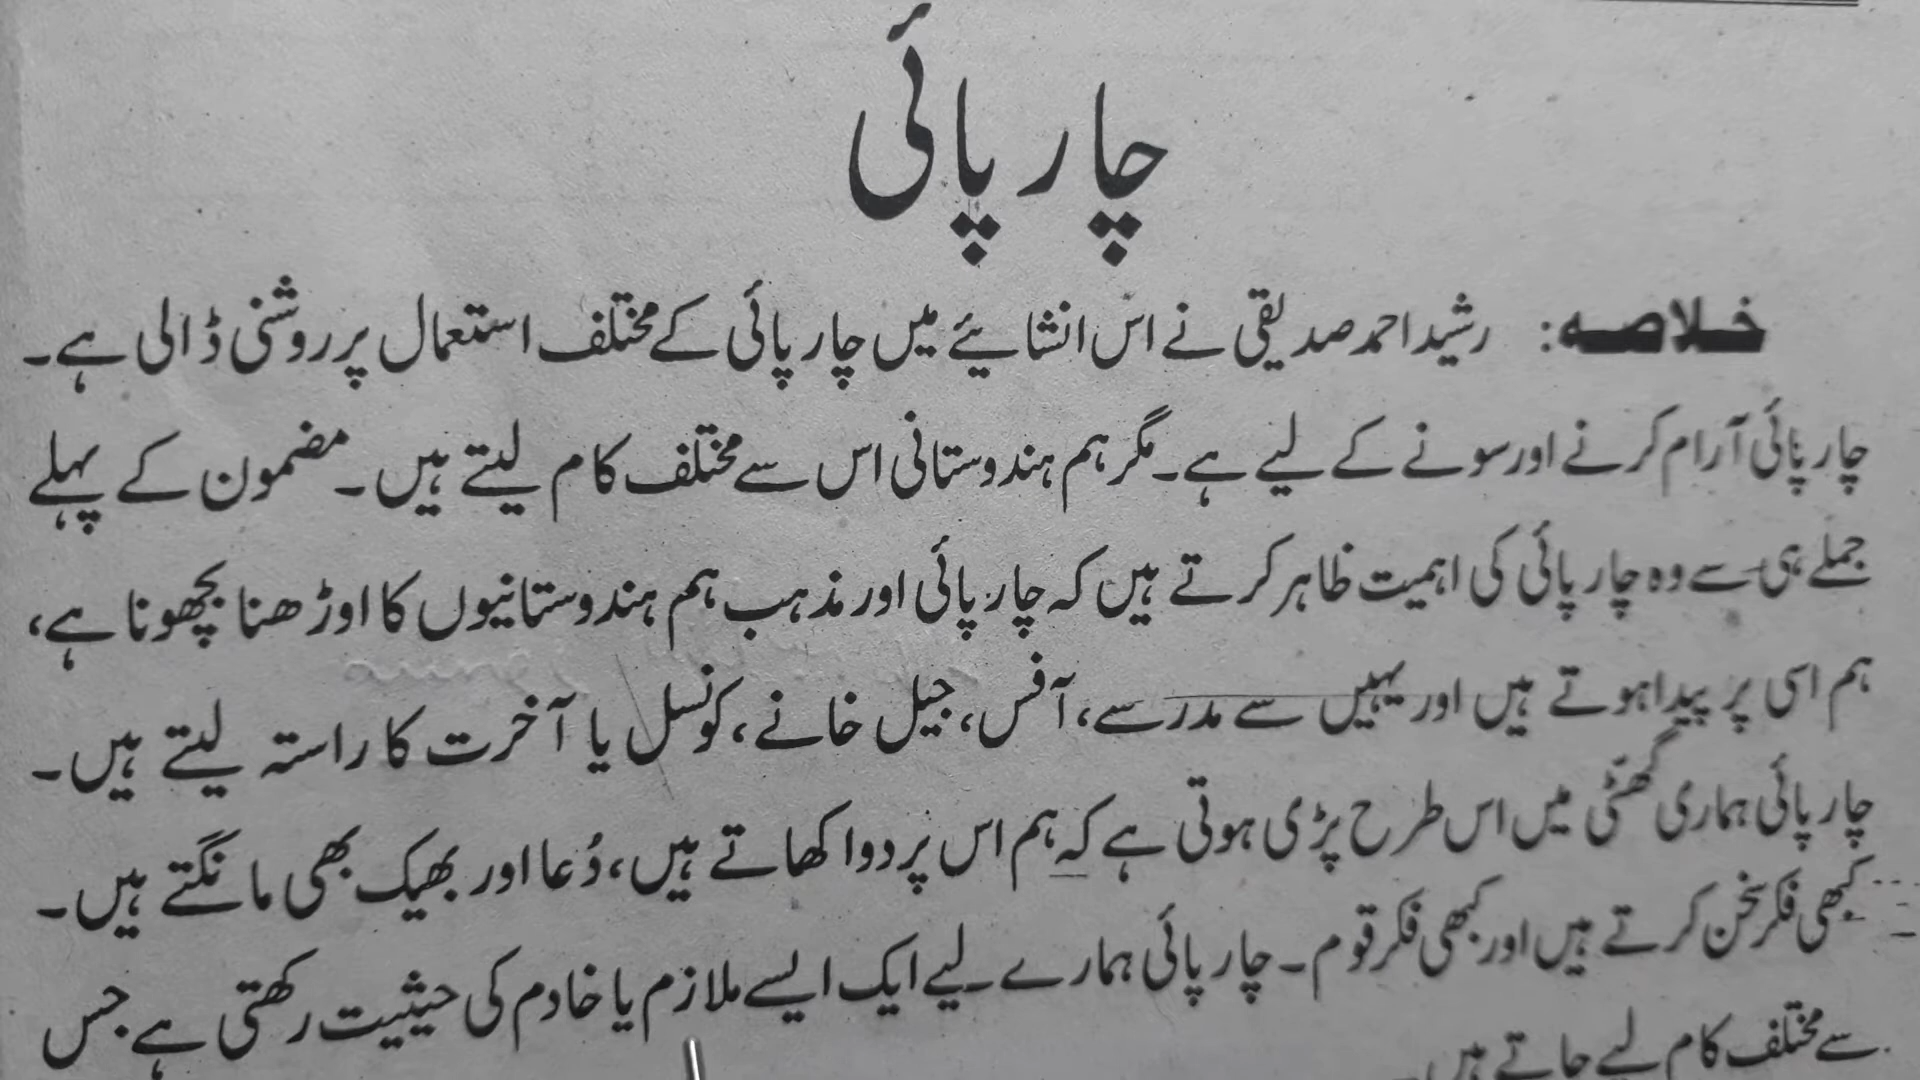 چارپائی
خلاصہ: رشید احمد صدیقی نے اس انشائیے میں چارپائی کے مختلف استعمال پر روشنی ڈالی ہے۔
چارپائی آرام کرنے اور سونے کے لیے ہے۔ مگر ہم ہندوستانی اس سے مختلف کام لیتے ہیں۔ مضمون کے پہلے
جملے ہی سے وہ چارپائی کی اہمیت ظاہر کرتے ہیں کہ چارپائی اور مذہب ہم ہندوستانیوں کا اوڑھنا بچھونا ہے،
ہم اسی پر پیدا ہوتے ہیں اور یہیں سے مدرسے، آفس، جیل خانے، کونسل یا آخرت کا راستہ لیتے ہیں۔
چارپائی ہماری گھٹی میں اس طرح پڑی ہوتی ہے کہ ہم اس پر دوا کھاتے ہیں، دُعا اور بھیک بھی مانگتے ہیں۔
کبھی فکر سخن کرتے ہیں اور کبھی فکر قوم۔ چارپائی ہمارے لیے ایک ایسے ملازم یا خادم کی حیثیت رکھتی ہے جس
سے مختلف کام لیے جاتے ہیں۔